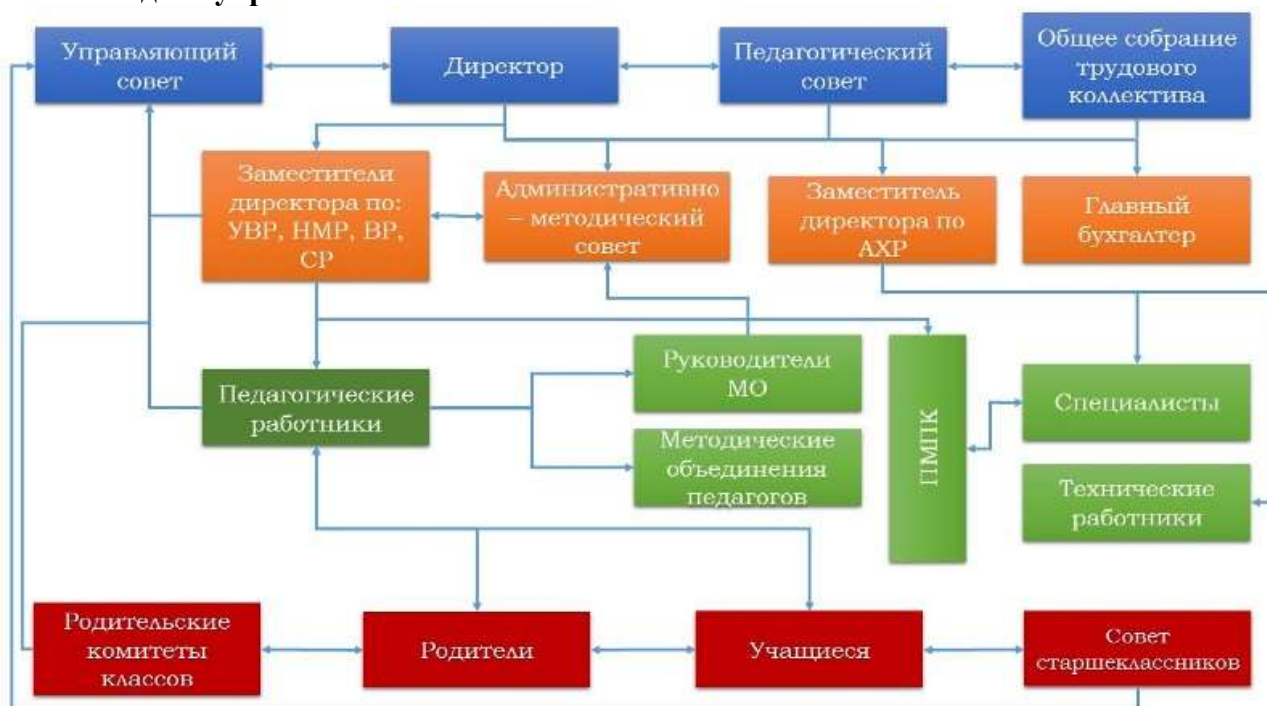 Управляющий
совет
Директор
Педагогический
совет
Общее собрание
трудового
коллектива
Заместители
директора по:
УВР, НМР, ВР,
СР
Административно
– методический
совет
Заместитель
директора по
АХР
Главный
бухгалтер
Педагогические
работники
Руководители
МО
Методические
объединения
педагогов
ПМПК
Специалисты
Технические
работники
Родительские
комитеты
классов
Родители
Учащиеся
Совет
старшеклассников